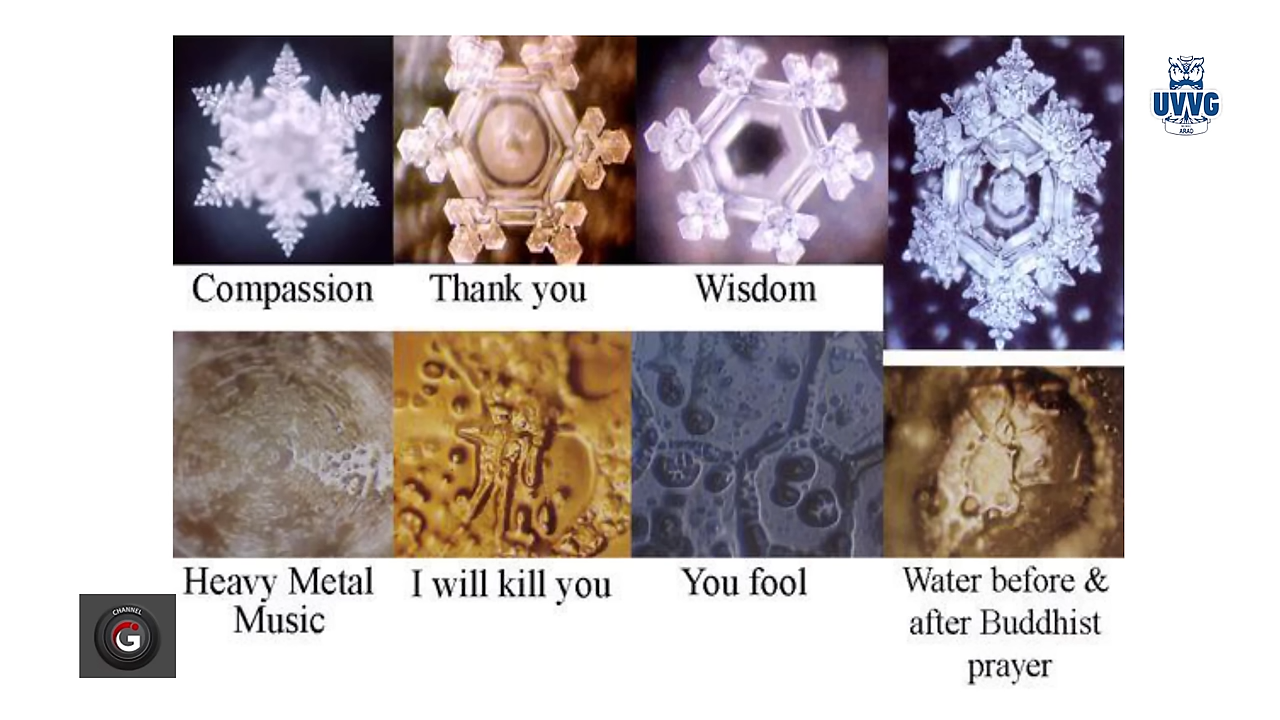 UVVG
ARAD
Compassion
Thank you
Wisdom
Heavy Metal
Music
I will kill you
You fool
Water before &
after Buddhist
prayer
CHANNEL
G